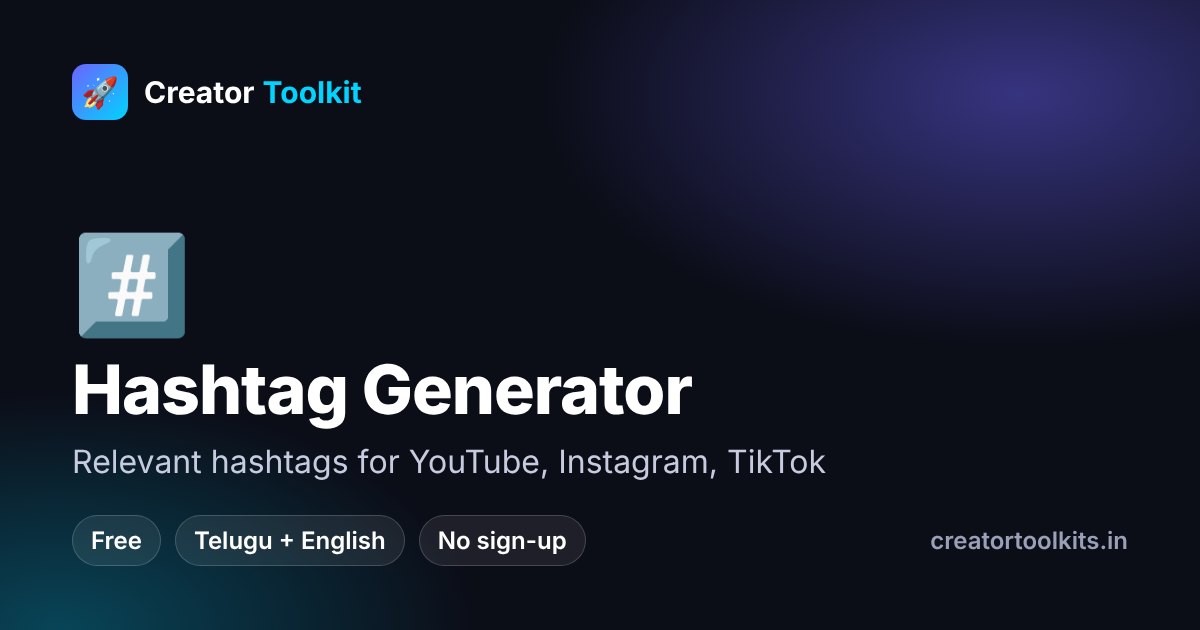 Creator Toolkit
#
Hashtag Generator
Relevant hashtags for YouTube, Instagram, TikTok
Free
Telugu + English
No sign-up
creatortoolkits.in